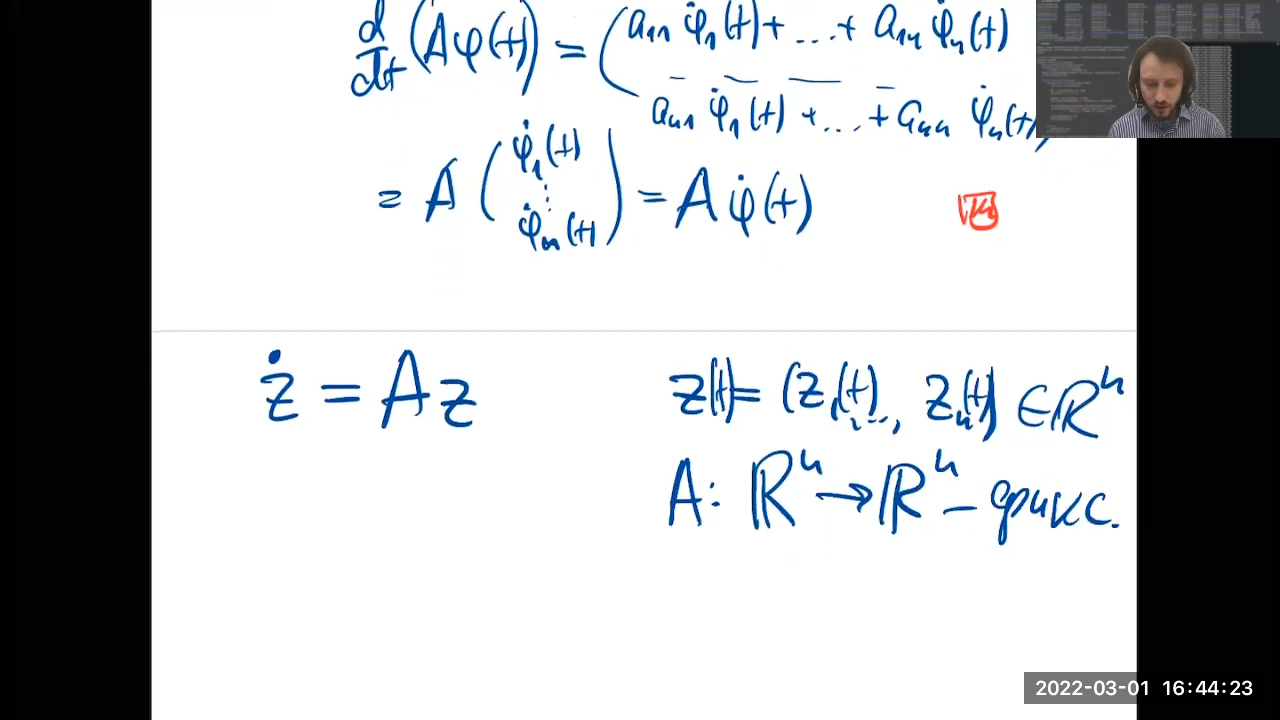 d/dt (Aφ(t)) = (a₁₁ φ̇₁(t) + ... + a₁ₙ φ̇ₙ(t)
aₙ₁ φ̇₁(t) + ... + aₙₙ φ̇ₙ(t)
= A (φ̇₁(t) ⋮ φ̇ₙ(t)) = A φ̇(t)
ż = Az
z(t) = (z₁(t), ..., zₙ(t)) ∈ ℝⁿ
A: ℝⁿ → ℝⁿ – фикс.
2022-03-01 16:44:23